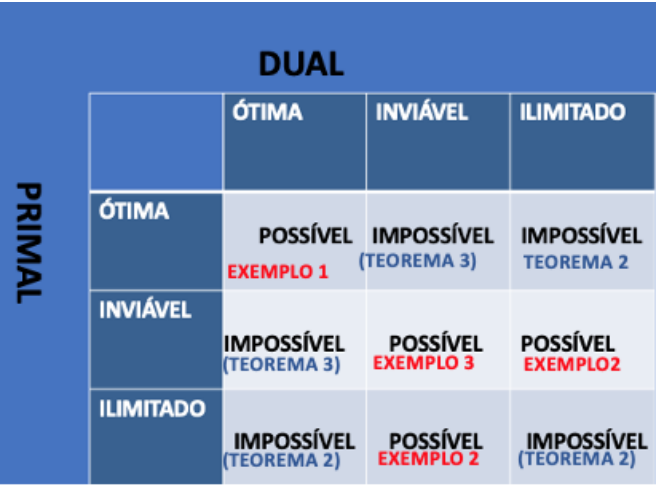 DUAL
PRIMAL
ÓTIMA INVIÁVEL ILIMITADO
ÓTIMA
POSSÍVEL IMPOSSÍVEL IMPOSSÍVEL
EXEMPLO 1 (TEOREMA 3) TEOREMA 2
INVIÁVEL
IMPOSSÍVEL POSSÍVEL POSSÍVEL
(TEOREMA 3) EXEMPLO 3 EXEMPLO2
ILIMITADO
IMPOSSÍVEL POSSÍVEL IMPOSSÍVEL
(TEOREMA 2) EXEMPLO 2 (TEOREMA 2)